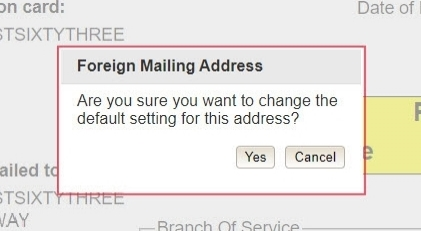 on card:
Date of
STSIXTYTHREE
Foreign Mailing Address
Are you sure you want to change the
default setting for this address?
Yes
Cancel
ailed to
STSIXTYTHREE
WAY
Branch Of Service